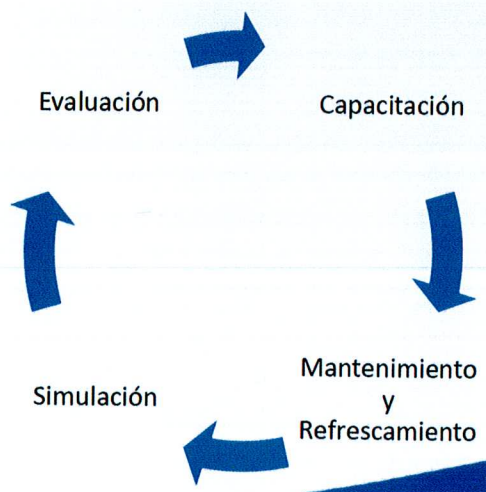 Evaluación
Capacitación
Mantenimiento
y
Refrescamiento
Simulación